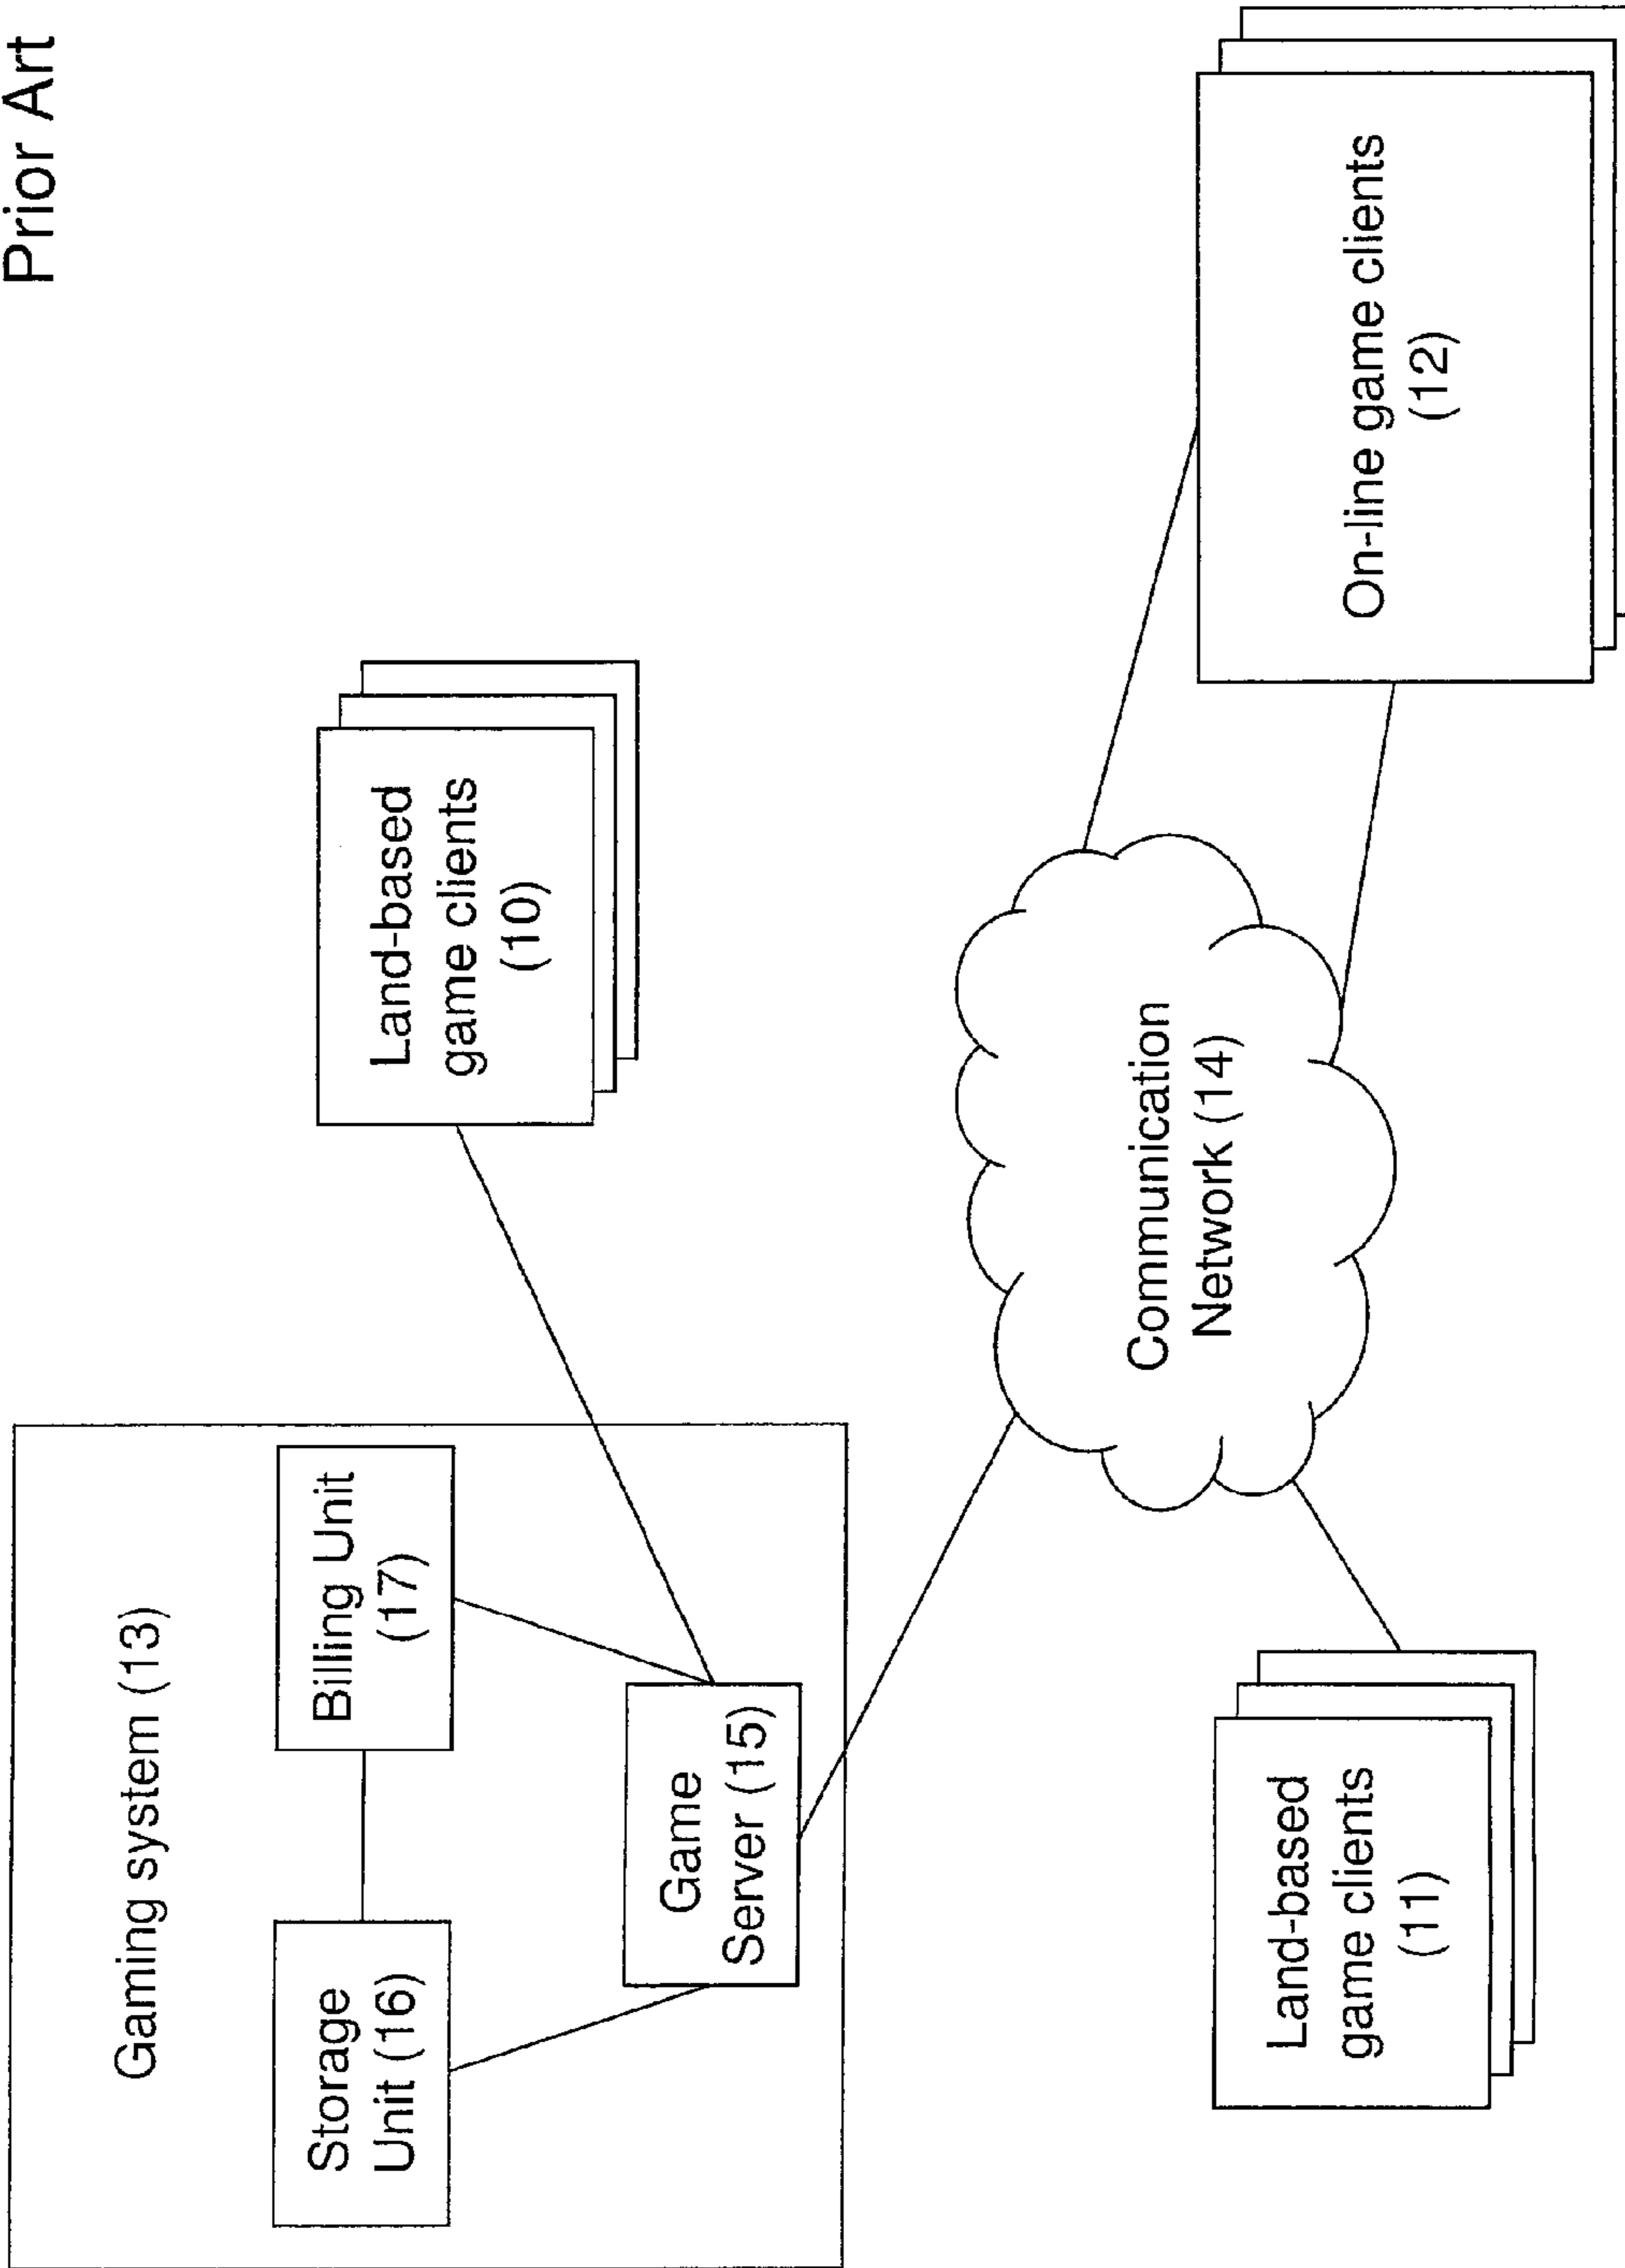 Prior Art
Gaming system (13)
Storage
Unit (16)
Billing Unit
(17)
Game
Server (15)
Land-based
game clients
(10)
Communication
Network (14)
Land-based
game clients
(11)
On-line game clients
(12)